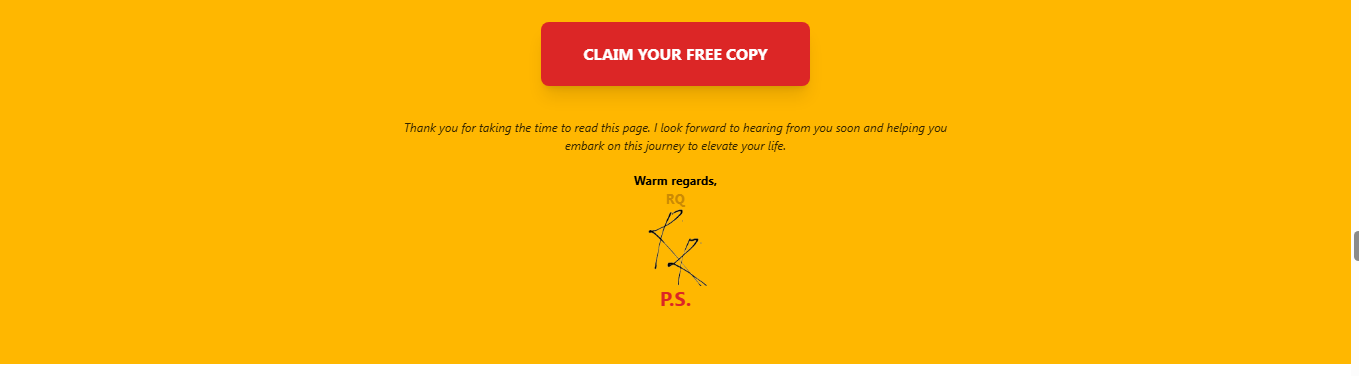 CLAIM YOUR FREE COPY
Thank you for taking the time to read this page. I look forward to hearing from you soon and helping you
embark on this journey to elevate your life.
Warm regards,
RQ
P.S.